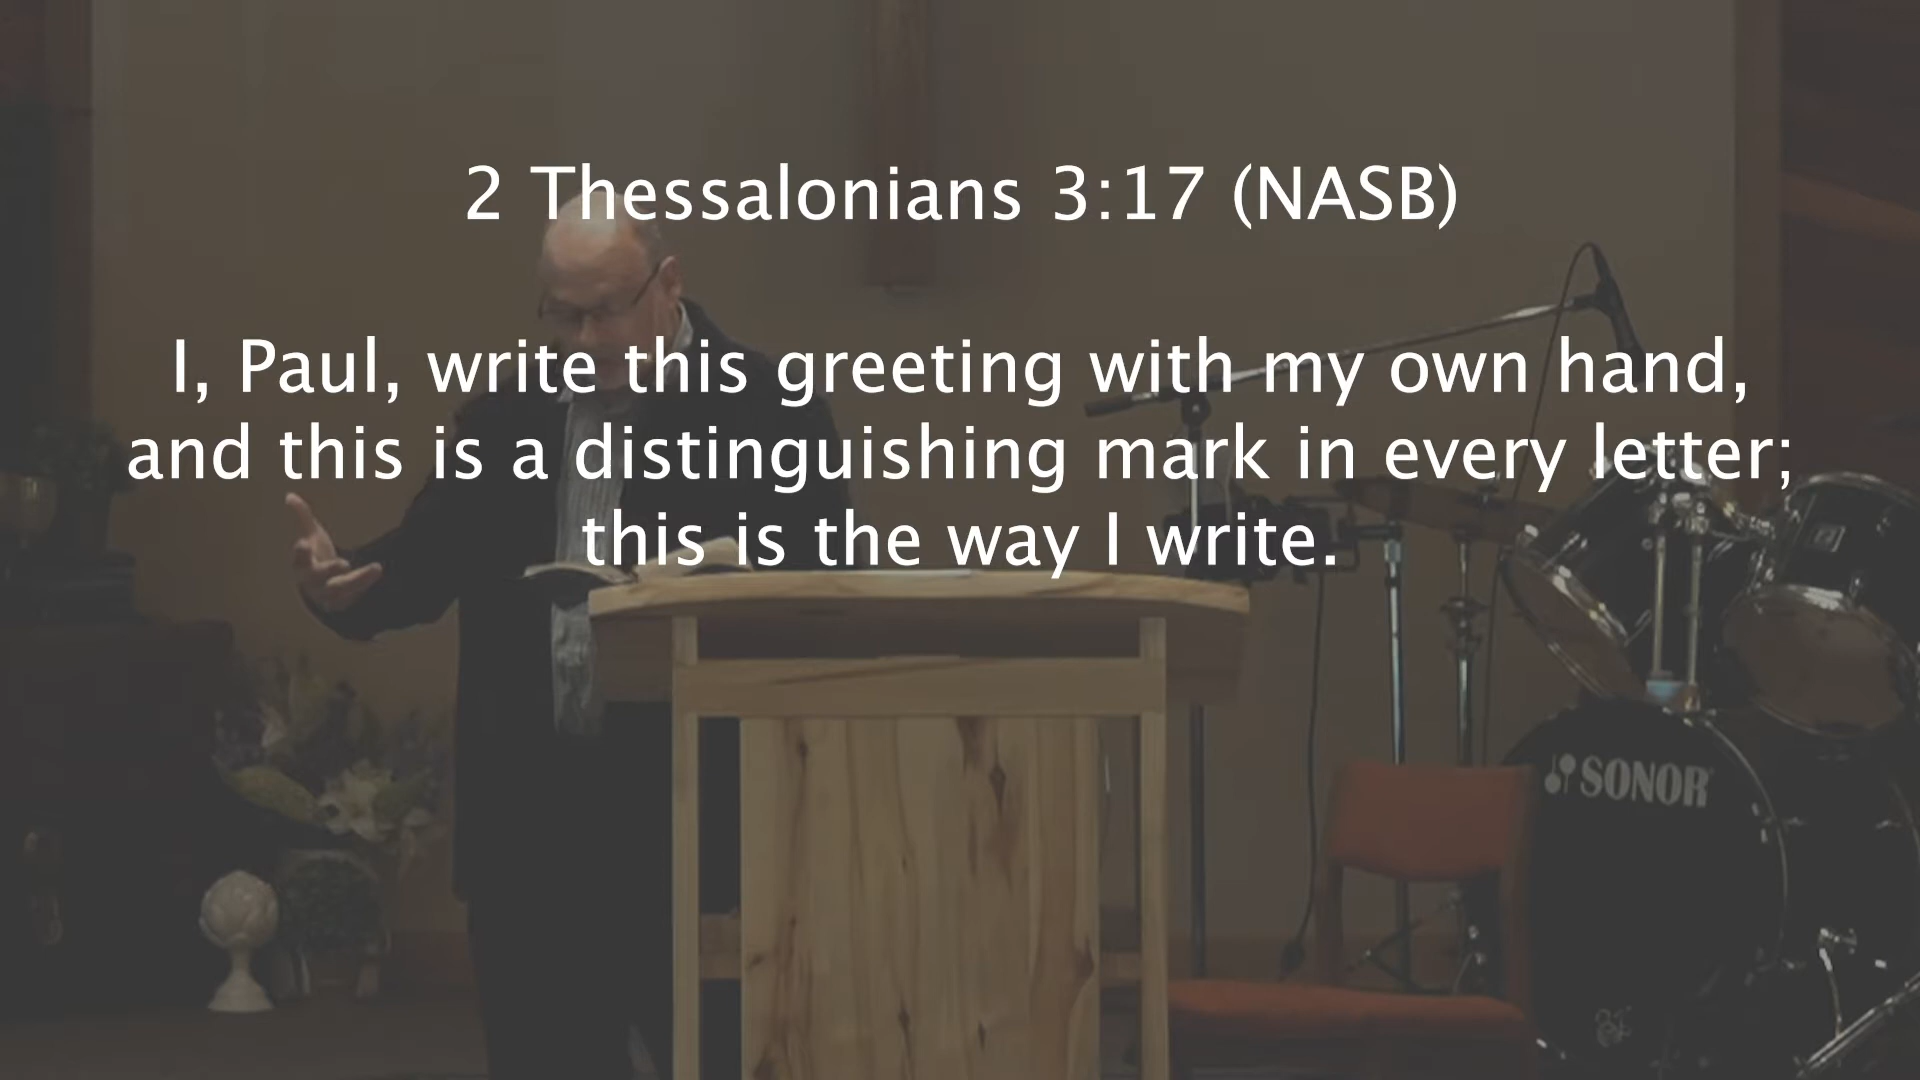 2 Thessalonians 3:17 (NASB)
I, Paul, write this greeting with my own hand,
and this is a distinguishing mark in every letter;
this is the way I write.
SONOR